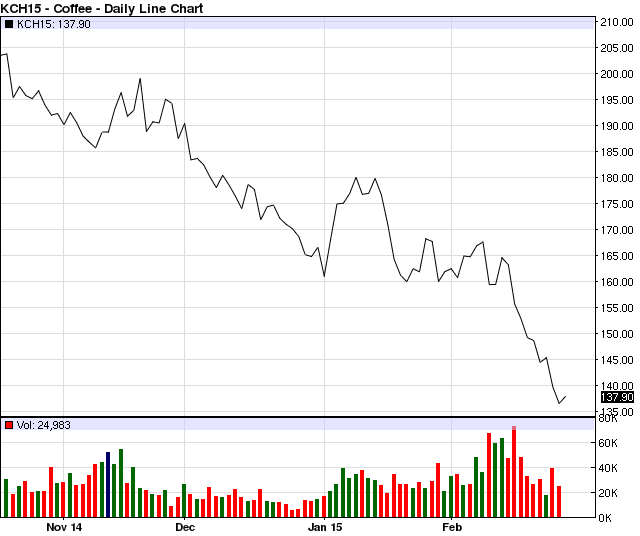 KCH15 - Coffee - Daily Line Chart
KCH15: 137.90
210.00
205.00
200.00
195.00
190.00
185.00
180.00
175.00
170.00
165.00
160.00
155.00
150.00
145.00
140.00
137.90
135.00
Vol: 24,983
80K
60K
40K
20K
0K
Nov 14 Dec Jan 15 Feb